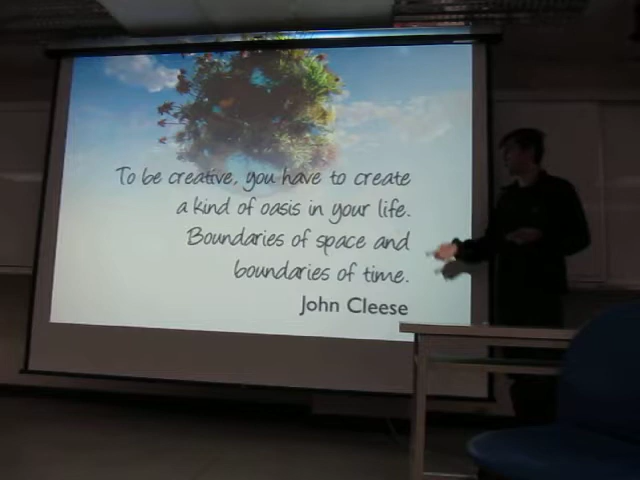 To be creative, you have to create
a kind of oasis in your life.
Boundaries of space and
boundaries of time.
John Cleese